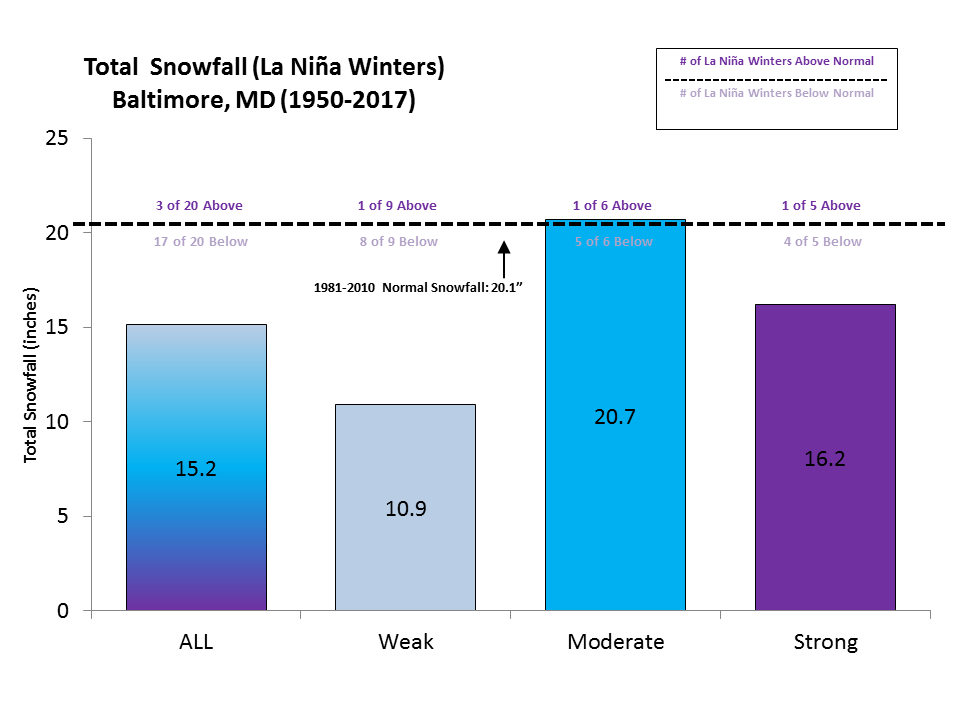 Total  Snowfall (La Niña Winters)
Baltimore, MD (1950-2017)
# of La Niña Winters Above Normal
# of La Niña Winters Below Normal
25
20
15
10
5
0
Total Snowfall (inches)
3 of 20 Above
1 of 9 Above
1 of 6 Above
1 of 5 Above
17 of 20 Below
8 of 9 Below
5 of 6 Below
4 of 5 Below
1981-2010  Normal Snowfall: 20.1”
15.2
10.9
20.7
16.2
ALL
Weak
Moderate
Strong